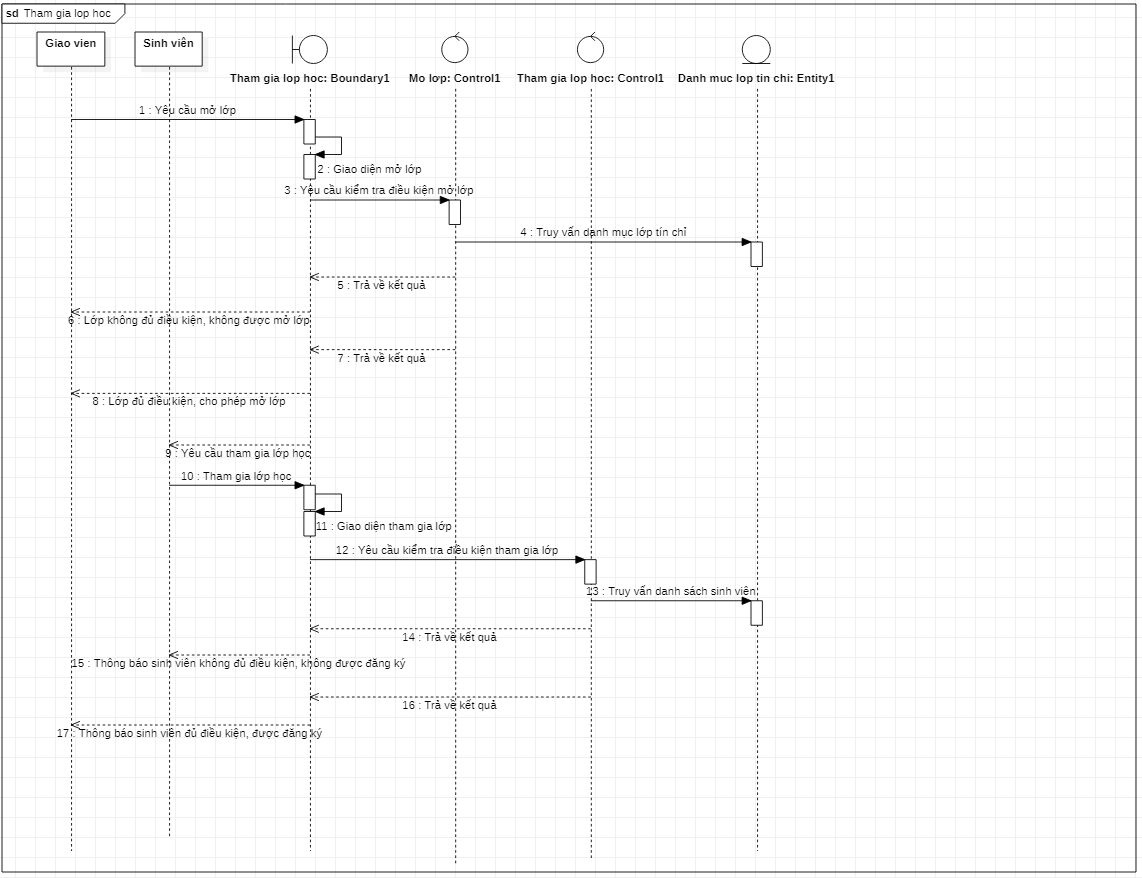 sd Tham gia lop hoc
Giao vien
Sinh viên
Tham gia lop hoc: Boundary1
Mo lơp: Control1
Tham gia lop hoc: Control1
Danh muc lop tin chi: Entity1
1 : Yêu cầu mở lớp
2 : Giao diện mở lớp
3 : Yêu cầu kiểm tra điều kiện mở lớp
4 : Truy vấn danh mục lớp tín chỉ
5 : Trả về kết quả
6 : Lớp không đủ điều kiện, không được mở lớp
7 : Trả về kết quả
8 : Lớp đủ điều kiện, cho phép mở lớp
9 : Yêu cầu tham gia lớp học
10 : Tham gia lớp học
11 : Giao diện tham gia lớp
12 : Yêu cầu kiểm tra điều kiện tham gia lớp
13 : Truy vấn danh sách sinh viên
14 : Trả về kết quả
15 : Thông báo sinh viên không đủ điều kiện, không được đăng ký
16 : Trả về kết quả
17 : Thông báo sinh viên đủ điều kiện, được đăng ký